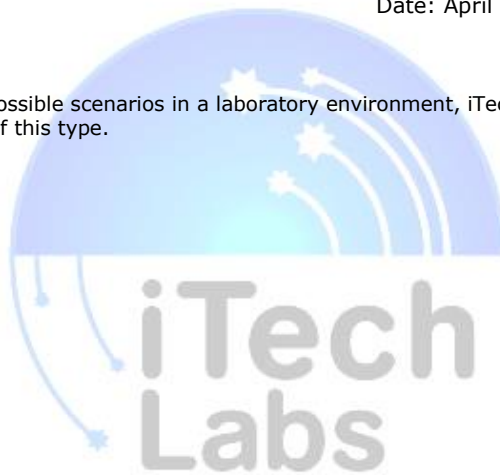 Date: April
ossible scenarios in a laboratory environment, iTec
f this type.
iTech
Labs